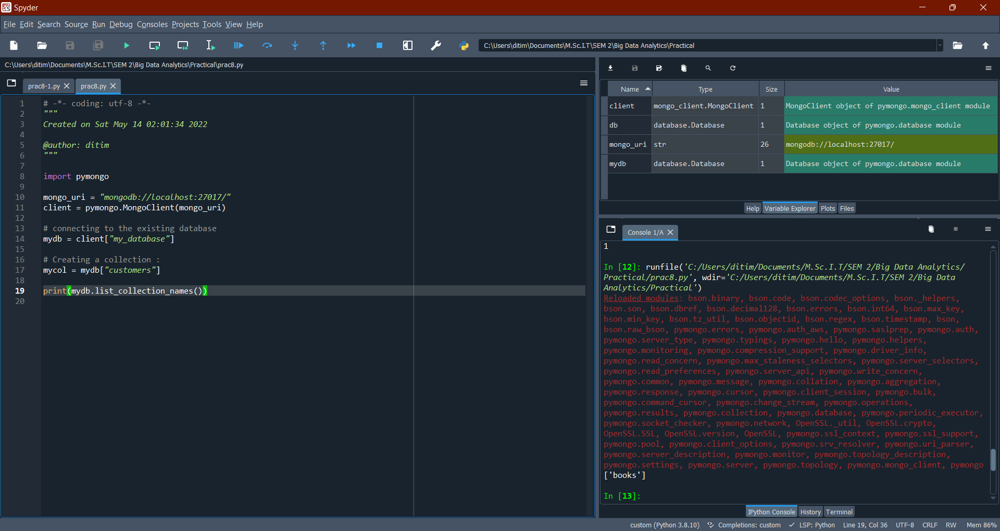 Spyder
File Edit Search Source Run Debug Consoles Projects Tools View Help
C:\Users\ditim\Documents\M.Sc.I.T\SEM 2\Big Data Analytics\Practical
C:\Users\ditim\Documents\M.Sc.I.T\SEM 2\Big Data Analytics\Practical\prac8.py
prac8-1.py prac8.py
1 # -*- coding: utf-8 -*-
2 """
3 Created on Sat May 14 02:01:34 2022
4
5 @author: ditim
6 """
7
8 import pymongo
9
10 mongo_uri = "mongodb://localhost:27017/"
11 client = pymongo.MongoClient(mongo_uri)
12
13 # connecting to the existing database
14 mydb = client["my_database"]
15
16 # Creating a collection :
17 mycol = mydb["customers"]
18
19 print(mydb.list_collection_names())
20
Name Type Size Value
client mongo_client.MongoClient 1 MongoClient object of pymongo.mongo_client module
db database.Database 1 Database object of pymongo.database module
mongo_uri str 26 mongodb://localhost:27017/
mydb database.Database 1 Database object of pymongo.database module
Help Variable Explorer Plots Files
Console 1/A
1
In [12]: runfile('C:/Users/ditim/Documents/M.Sc.I.T/SEM 2/Big Data Analytics/
Practical/prac8.py', wdir='C:/Users/ditim/Documents/M.Sc.I.T/SEM 2/Big Data
Analytics/Practical')
Reloaded modules: bson.binary, bson.code, bson.codec_options, bson._helpers,
bson.son, bson.dbref, bson.decimal128, bson.errors, bson.int64, bson.max_key,
bson.min_key, bson.tz_util, bson.objectid, bson.regex, bson.timestamp, bson,
bson.raw_bson, pymongo.errors, pymongo.auth_aws, pymongo.saslprep, pymongo.auth,
pymongo.server_type, pymongo.typings, pymongo.hello, pymongo.helpers,
pymongo.monitoring, pymongo.compression_support, pymongo.driver_info,
pymongo.read_concern, pymongo.max_staleness_selectors, pymongo.server_selectors,
pymongo.read_preferences, pymongo.server_api, pymongo.write_concern,
pymongo.common, pymongo.message, pymongo.collation, pymongo.aggregation,
pymongo.response, pymongo.cursor, pymongo.client_session, pymongo.bulk,
pymongo.command_cursor, pymongo.change_stream, pymongo.operations,
pymongo.results, pymongo.collection, pymongo.database, pymongo.periodic_executor,
pymongo.socket_checker, pymongo.network, OpenSSL._util, OpenSSL.crypto,
OpenSSL.SSL, OpenSSL.version, OpenSSL, pymongo.ssl_context, pymongo.ssl_support,
pymongo.pool, pymongo.client_options, pymongo.srv_resolver, pymongo.uri_parser,
pymongo.server_description, pymongo.monitor, pymongo.topology_description,
pymongo.settings, pymongo.server, pymongo.topology, pymongo.mongo_client, pymongo
['books']
In [13]:
IPython Console History Terminal
custom (Python 3.8.10) Completions: custom LSP: Python Line 19, Col 36 UTF-8 CRLF RW Mem 86%